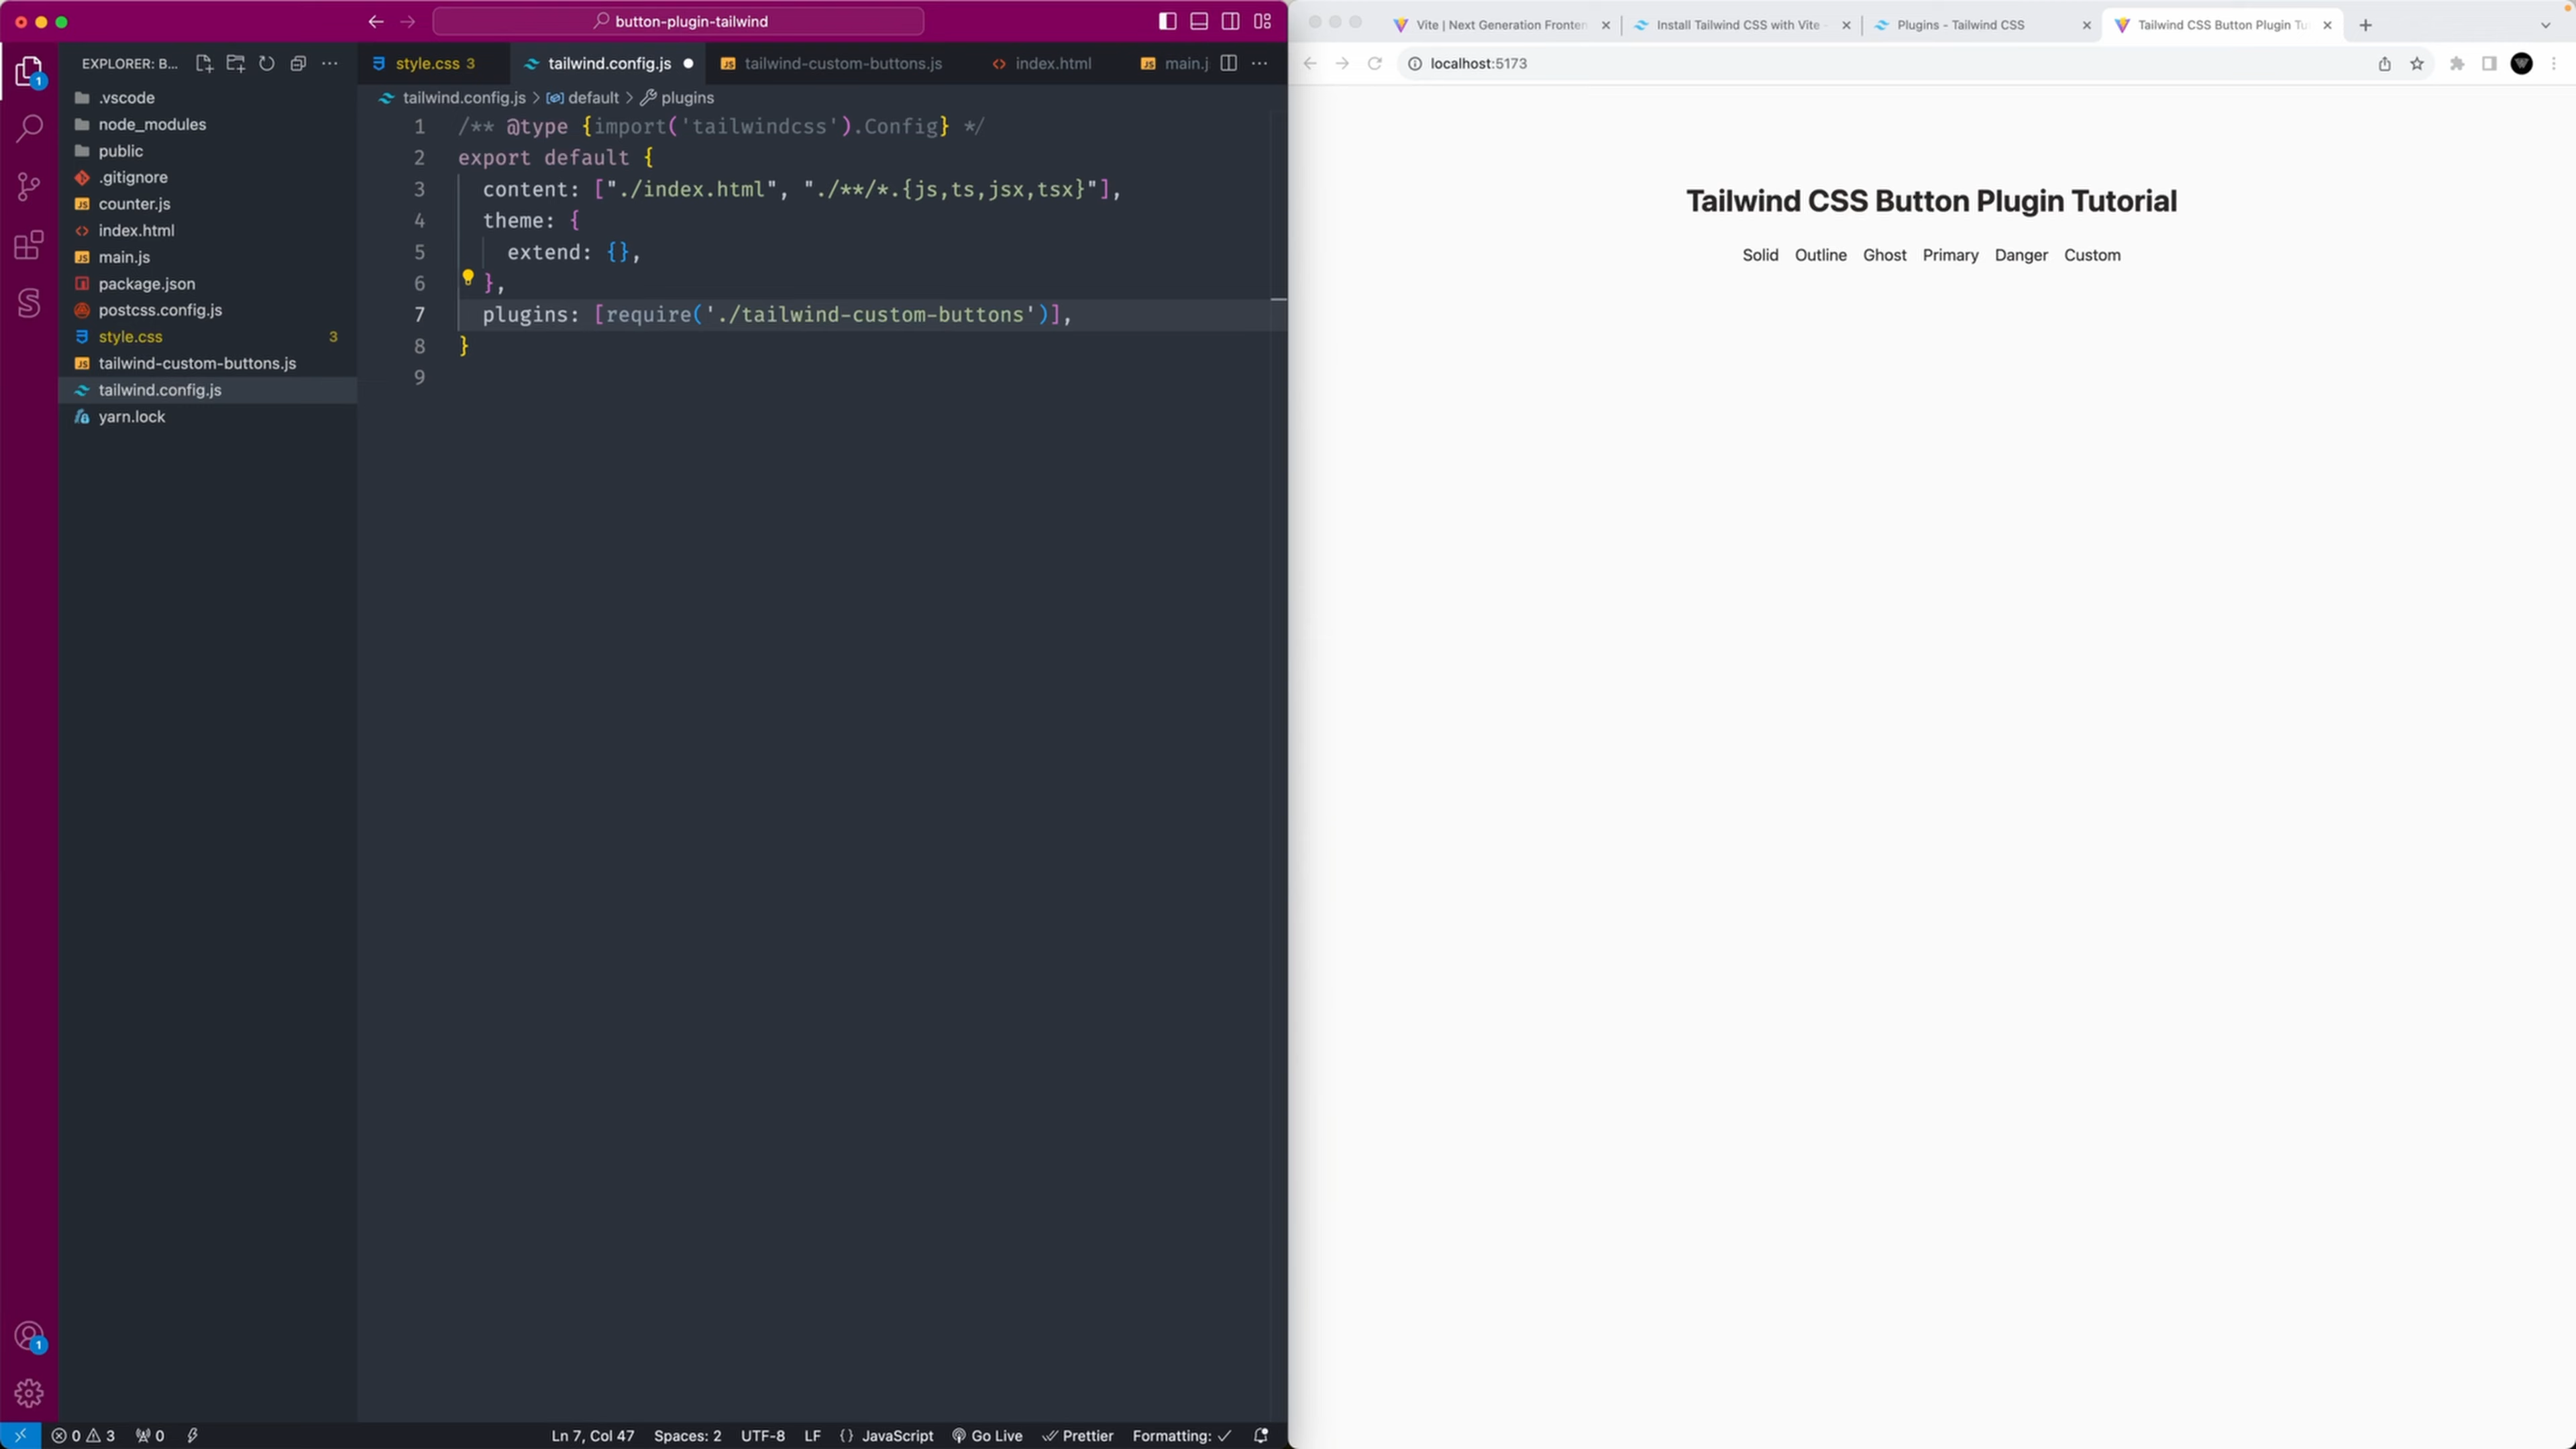 button-plugin-tailwind
EXPLORER: B...
.vscode
node_modules
public
.gitignore
counter.js
index.html
main.js
package.json
postcss.config.js
style.css 3
tailwind-custom-buttons.js
tailwind.config.js
yarn.lock
1
1
style.css 3
tailwind.config.js
tailwind-custom-buttons.js
index.html
main.j
tailwind.config.js > default > plugins
1 /** @type {import('tailwindcss').Config} */
2 export default {
3 content: ["./index.html", "./**/*.{js,ts,jsx,tsx}"],
4 theme: {
5 extend: {},
6 },
7 plugins: [require('./tailwind-custom-buttons')],
8 }
9
0 3 0
Ln 7, Col 47 Spaces: 2 UTF-8 LF {} JavaScript Go Live Prettier Formatting:
Vite | Next Generation Fronten
Install Tailwind CSS with Vite -
Plugins - Tailwind CSS
Tailwind CSS Button Plugin Tu
localhost:5173
Tailwind CSS Button Plugin Tutorial
Solid Outline Ghost Primary Danger Custom